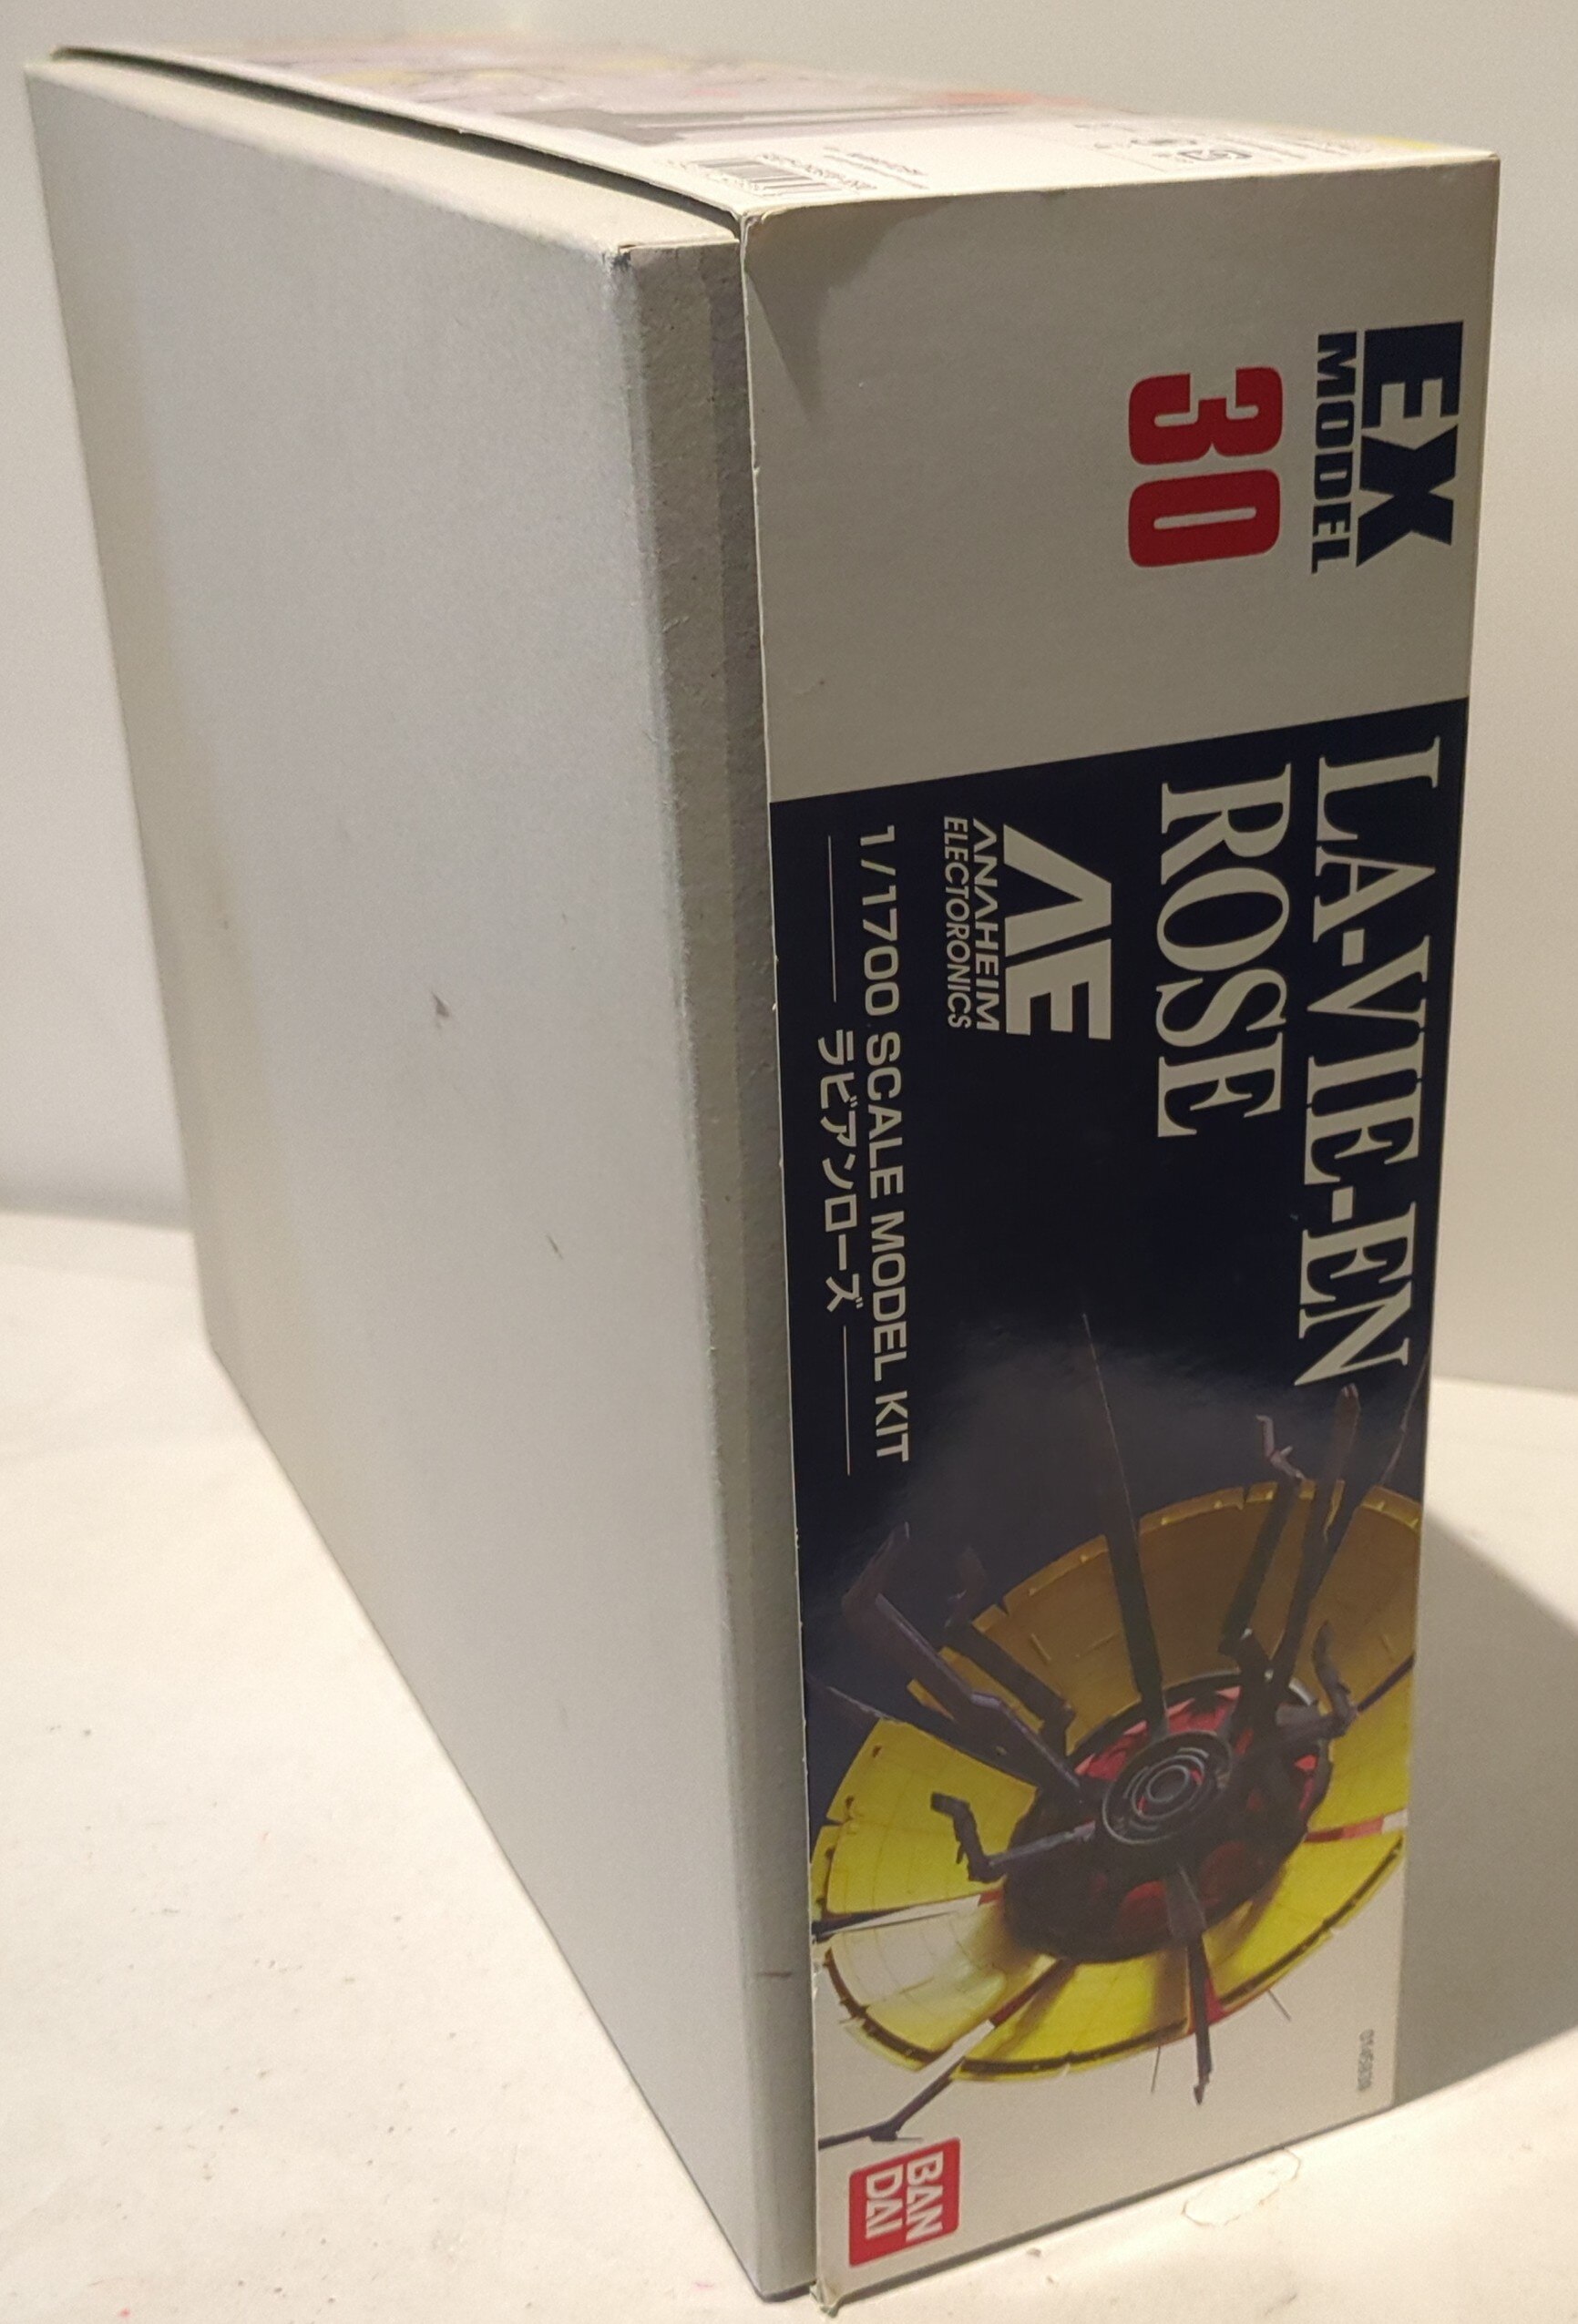 EX
MODEL
30
LA-VIE-EN
ROSE
AE
ANAHEIM
ELECTORONICS
1/1700 SCALE MODEL KIT
ラビアンローズ
BAN
DAI